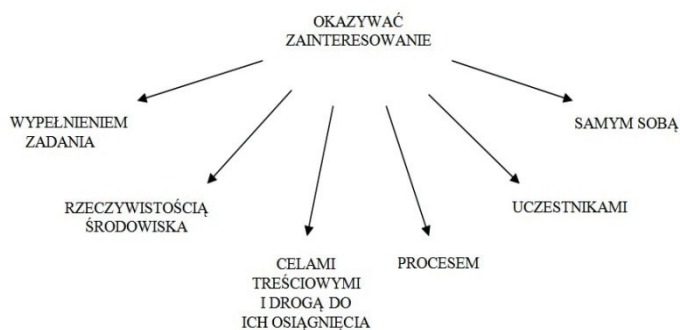 OKAZYWAĆ
ZAINTERESOWANIE
WYPEŁNIENIEM
ZADANIA
SAMYM SOBĄ
RZECZYWISTOŚCIĄ
ŚRODOWISKA
UCZESTNIKAMI
CELAMI
TREŚCIOWYMI
I DROGĄ DO
ICH OSIĄGNIĘCIA
PROCESEM